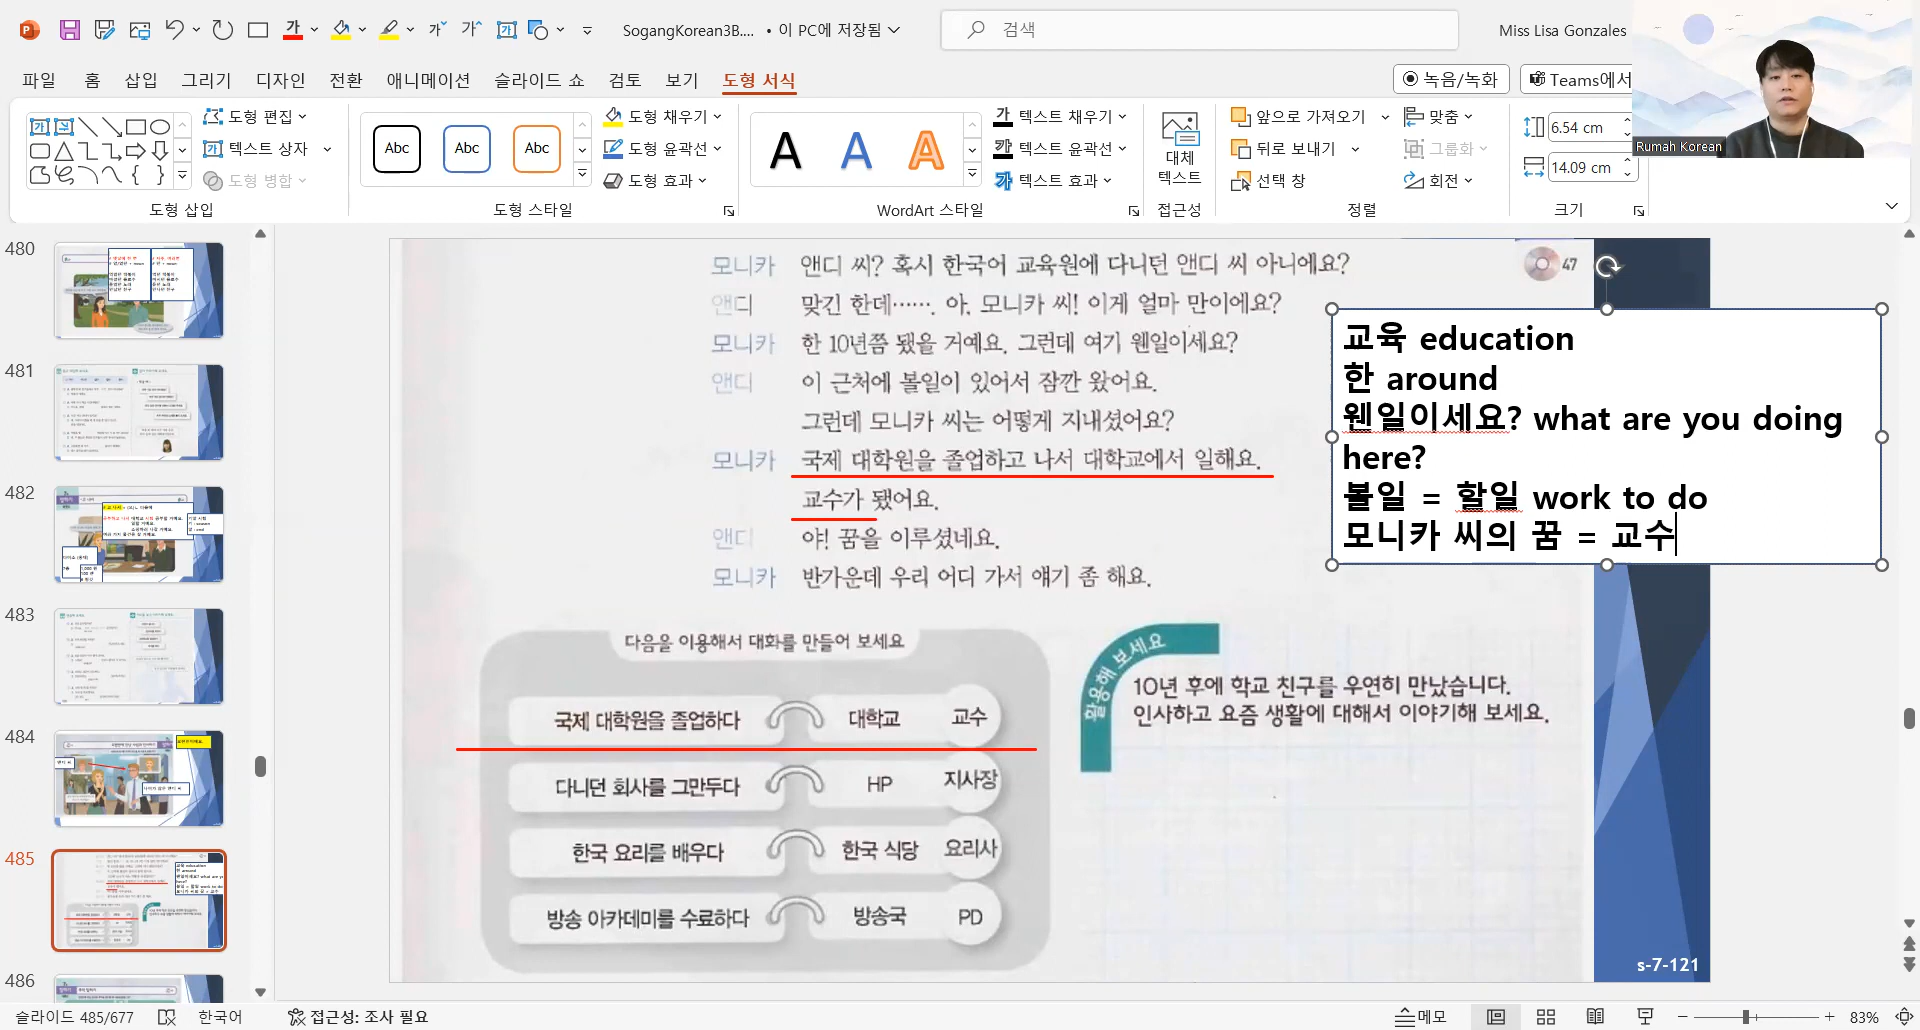 SogangKorean3B.... • 이 PC에 저장됨
검색
Miss Lisa Gonzales
파일 홈 삽입 그리기 디자인 전환 애니메이션 슬라이드 쇼 검토 보기 도형 서식
녹음/녹화
Teams에서
도형 편집
텍스트 상자
도형 병합
도형 삽입
Abc Abc Abc
도형 채우기
도형 윤곽선
도형 효과
도형 스타일
A A A
텍스트 채우기
텍스트 윤곽선
텍스트 효과
WordArt 스타일
대체
텍스트
접근성
앞으로 가져오기
뒤로 보내기
선택 창
맞춤
그룹화
회전
정렬
6.54 cm
14.09 cm
크기
Rumah Korean
480
481
482
483
484
485
486
모니카 앤디 씨? 혹시 한국어 교육원에 다니던 앤디 씨 아니에요?
앤디 맞긴 한데……. 아, 모니카 씨! 이게 얼마 만이에요?
모니카 한 10년쯤 됐을 거예요. 그런데 여기 웬일이세요?
앤디 이 근처에 볼일이 있어서 잠깐 왔어요.
그런데 모니카 씨는 어떻게 지내셨어요?
모니카 국제 대학원을 졸업하고 나서 대학교에서 일해요.
교수가 됐어요.
앤디 야! 꿈을 이루셨네요.
모니카 반가운데 우리 어디 가서 얘기 좀 해요.
47
교육 education
한 around
웬일이세요? what are you doing
here?
볼일 = 할일 work to do
모니카 씨의 꿈 = 교수
다음을 이용해서 대화를 만들어 보세요
국제 대학원을 졸업하다 대학교 교수
다니던 회사를 그만두다 HP 지사장
한국 요리를 배우다 한국 식당 요리사
방송 아카데미를 수료하다 방송국 PD
활용해 보세요
10년 후에 학교 친구를 우연히 만났습니다.
인사하고 요즘 생활에 대해서 이야기해 보세요.
s-7-121
슬라이드 485/677 한국어 접근성: 조사 필요
메모
83%